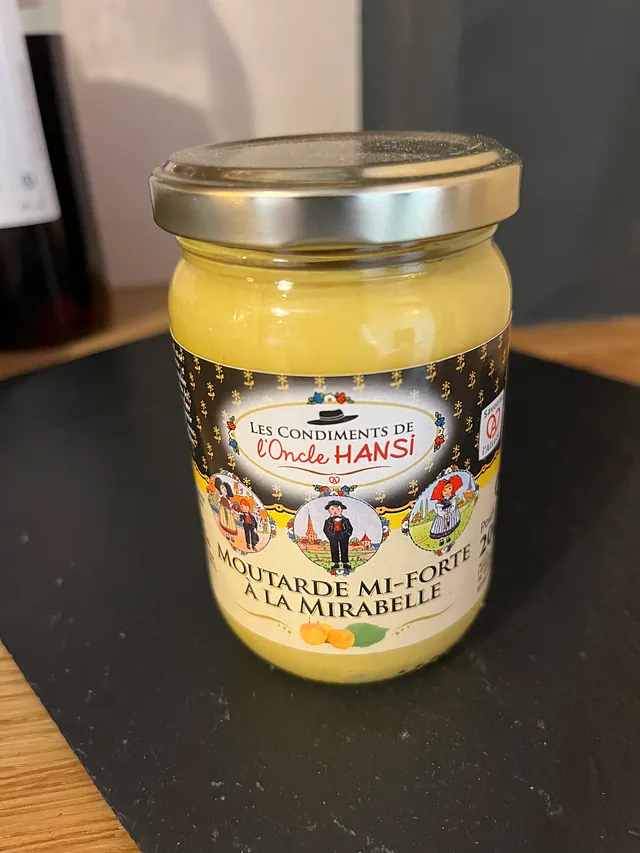 LES CONDIMENTS DE
l'Oncle HANSI
MOUTARDE MI-FORTE
À LA MIRABELLE